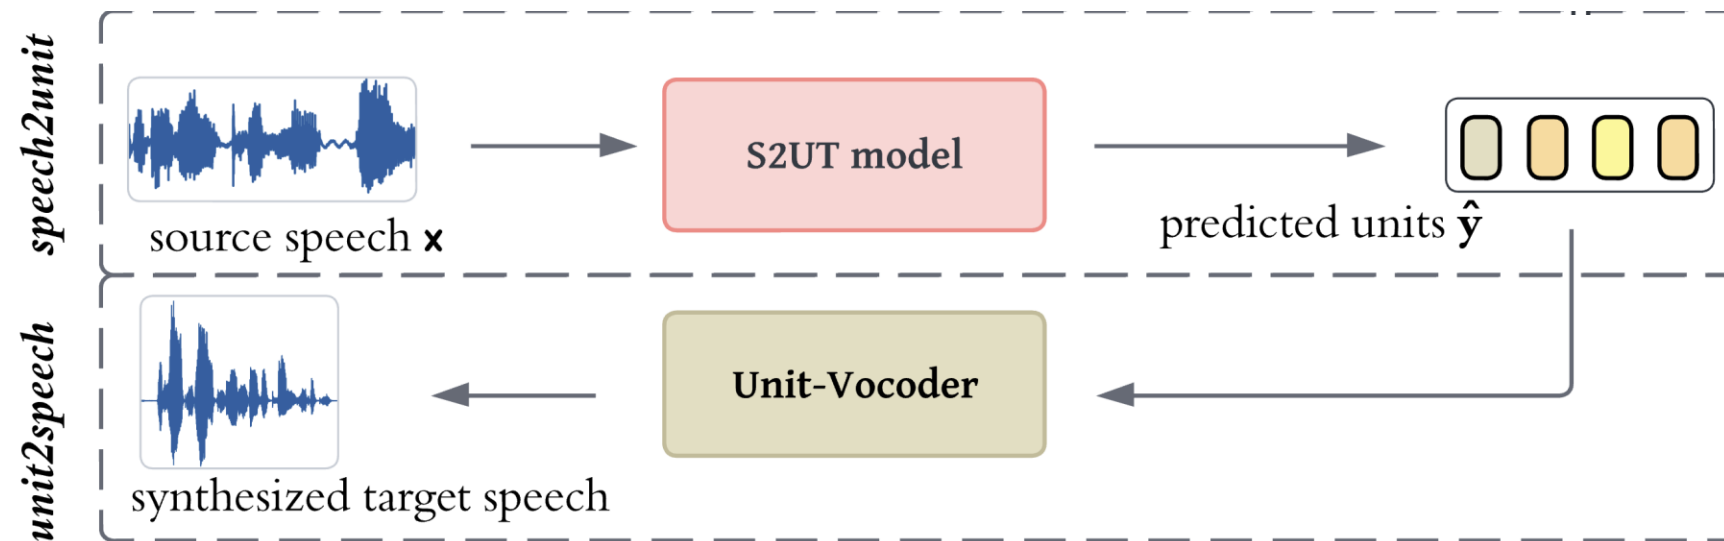 speech2unit
S2UT model
source speech x
predicted units ŷ
unit2speech
Unit-Vocoder
synthesized target speech